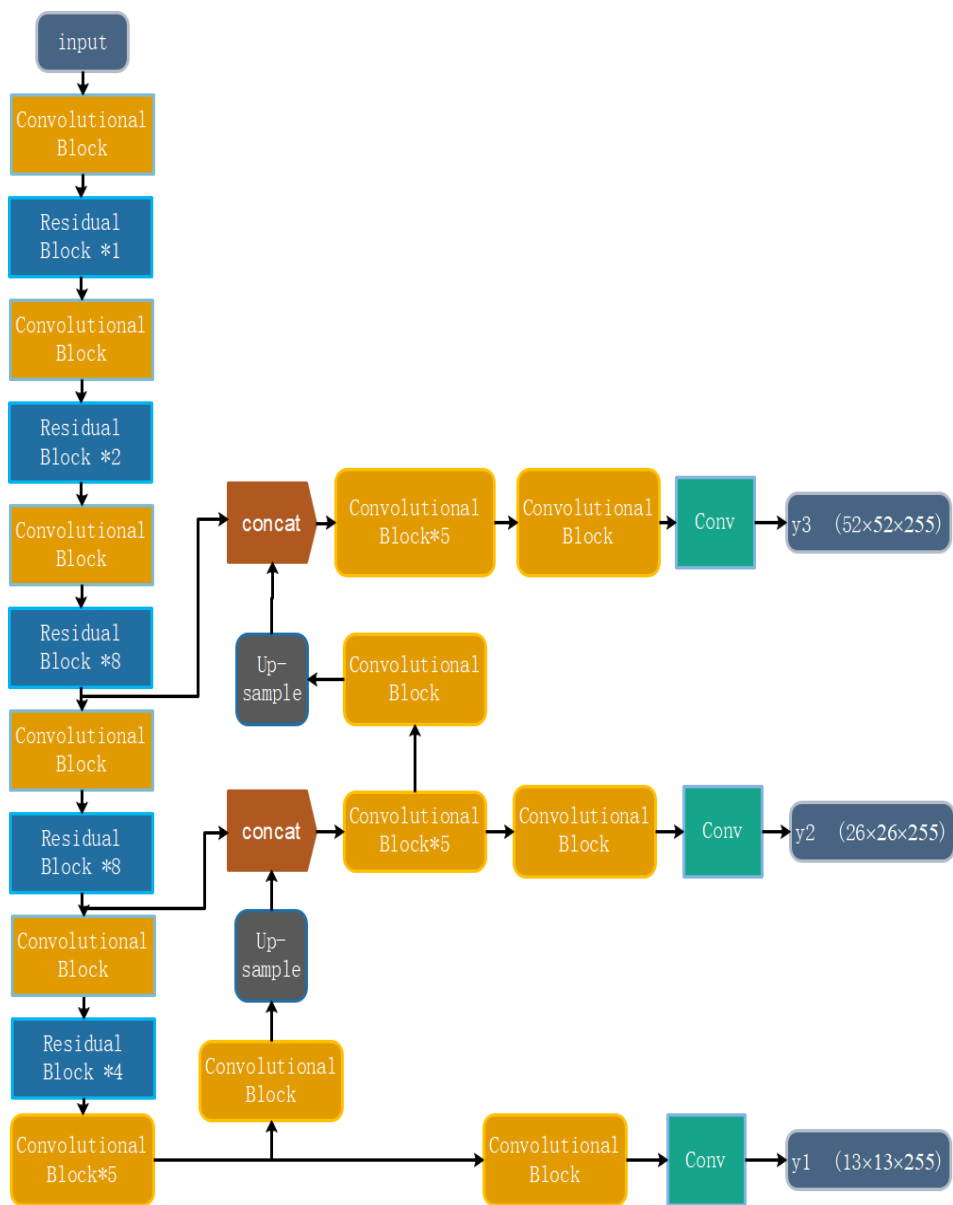 input
Convolutional
Block
Residual
Block *1
Convolutional
Block
Residual
Block *2
Convolutional
Block
Residual
Block *8
Convolutional
Block
Residual
Block *8
Convolutional
Block
Residual
Block *4
Convolutional
Block*5
concat
Convolutional
Block*5
Convolutional
Block
Conv
y3 (52×52×255)
Up-
sample
Convolutional
Block
concat
Convolutional
Block*5
Convolutional
Block
Conv
y2 (26×26×255)
Up-
sample
Convolutional
Block
Convolutional
Block
Conv
y1 (13×13×255)